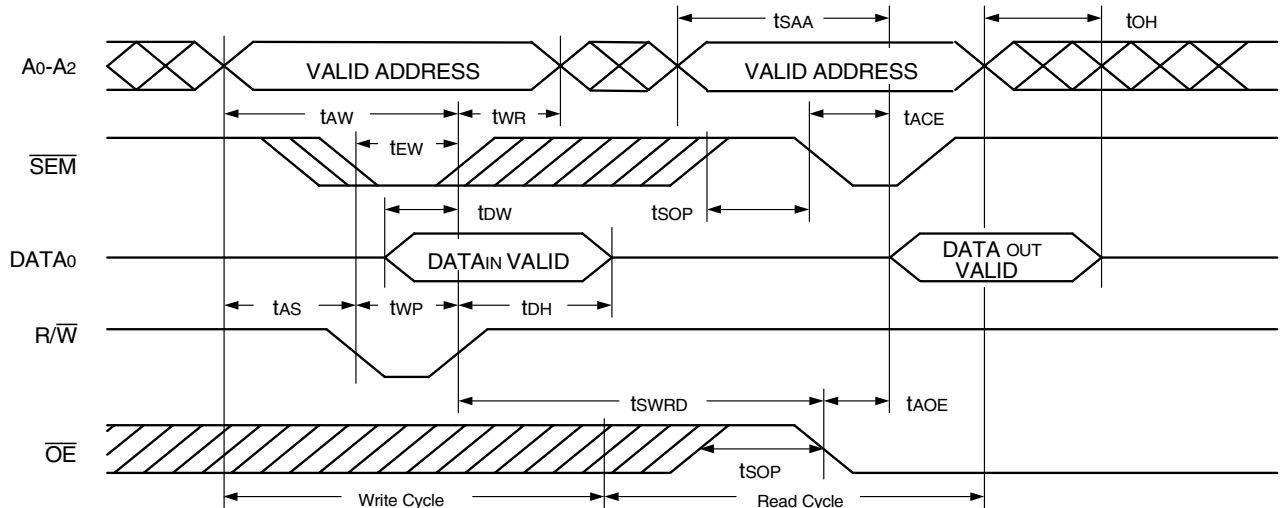 tSAA
tOH
A0-A2
VALID ADDRESS
VALID ADDRESS
tAW
tWR
tACE
tEW
SEM
tDW
tSOP
DATA0
DATAIN VALID
DATA OUT
VALID
tAS
tWP
tDH
R/W
tSWRD
tAOE
OE
tSOP
Write Cycle
Read Cycle